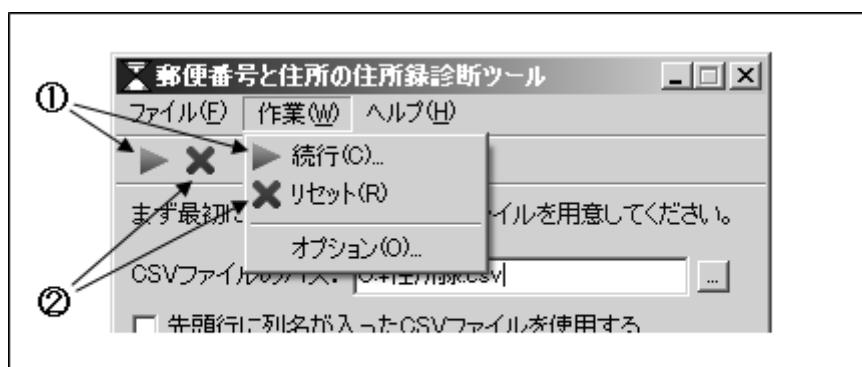 郵便番号と住所の住所録診断ツール
ファイル(F) 作業(W) ヘルプ(H)
①
続行(C)...
リセット(R)
まず最初に
イルを用意してください。
オプション(O)...
CSVファイル
...
②
先頭行に列名が入ったCSVファイルを使用する